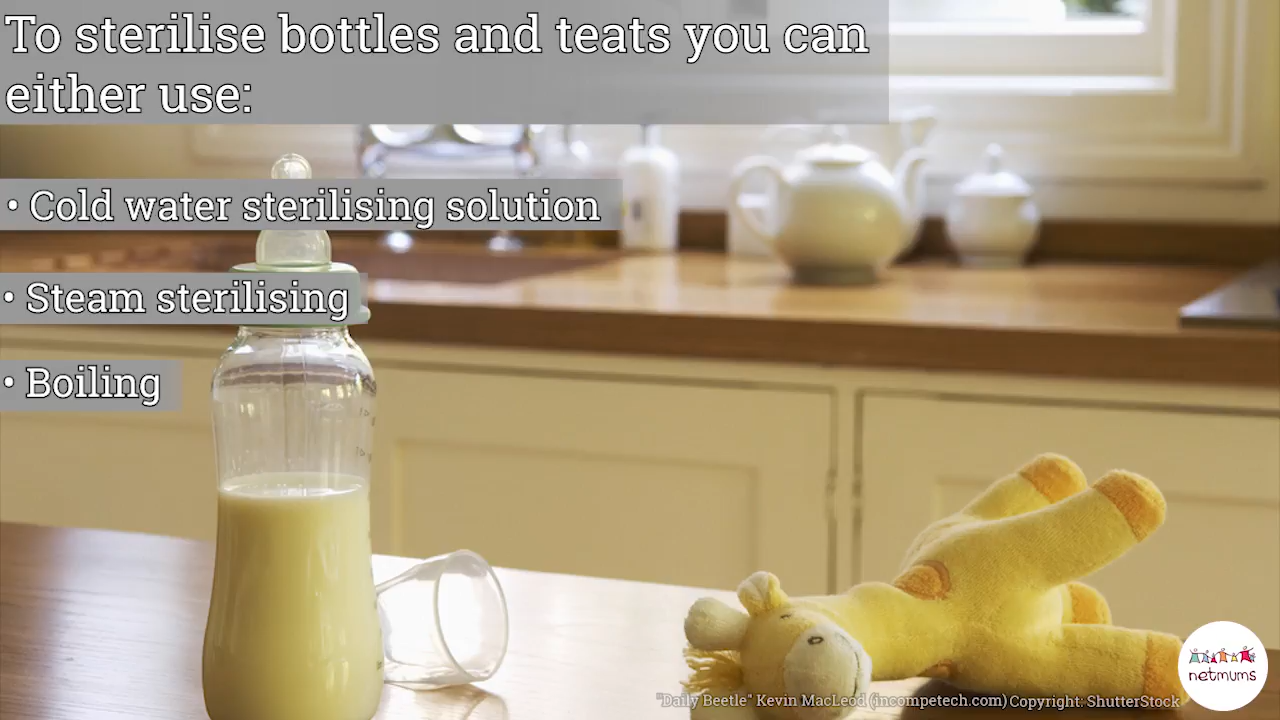 To sterilise bottles and teats you can
either use:
• Cold water sterilising solution
• Steam sterilising
• Boiling
"Daily Beetle" Kevin MacLeod (incompetech.com) Copyright: ShutterStock
netmums